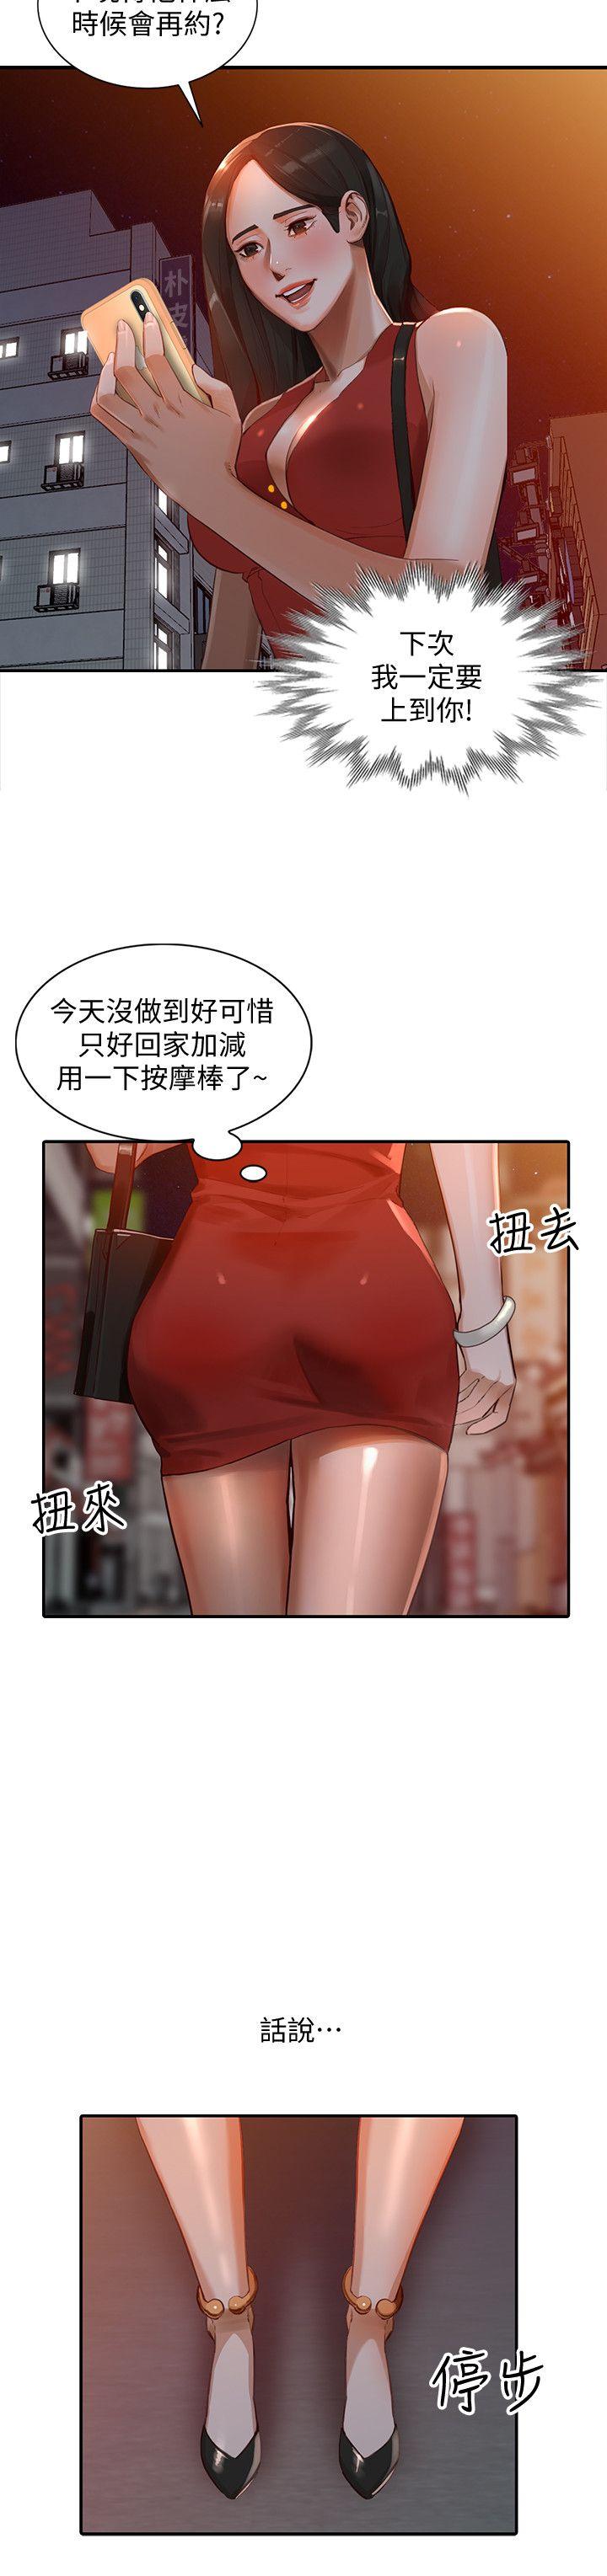 時候會再約?
朴
皮
下次
我一定要
上到你!
今天沒做到好可惜
只好回家加減
用一下按摩棒了~
扭去
扭來
話說…
停步